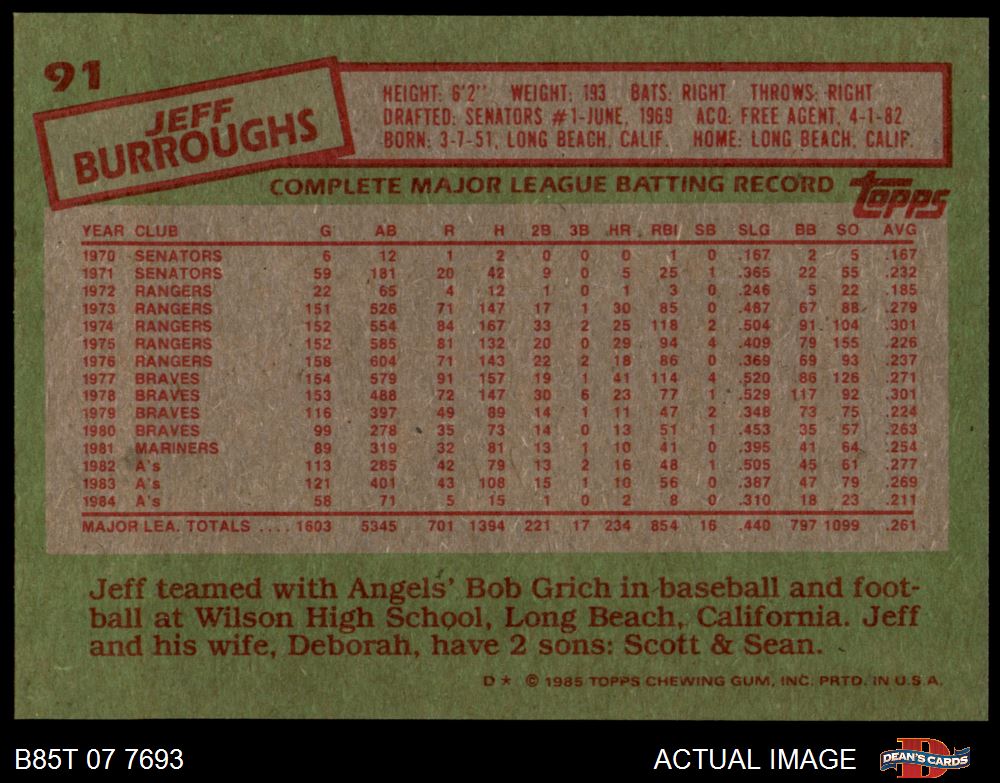 91
JEFF
BURROUGHS
HEIGHT: 6'2" WEIGHT: 193 BATS: RIGHT THROWS: RIGHT
DRAFTED: SENATORS #1-JUNE, 1969 ACQ: FREE AGENT, 4-1-82
BORN: 3-7-51, LONG BEACH, CALIF. HOME: LONG BEACH, CALIF.
COMPLETE MAJOR LEAGUE BATTING RECORD
topps
YEAR CLUB G AB R H 2B 3B HR RBI SB SLG BB SO AVG
1970 SENATORS 6 12 1 2 0 0 0 1 0 .167 2 5 .167
1971 SENATORS 59 181 20 42 9 0 5 25 1 .365 22 55 .232
1972 RANGERS 22 65 4 12 1 0 1 3 0 .246 5 22 .185
1973 RANGERS 151 526 71 147 17 1 30 85 0 .487 67 88 .279
1974 RANGERS 152 554 84 167 33 2 25 118 2 .504 91 104 .301
1975 RANGERS 152 585 81 132 20 0 29 94 4 .409 79 155 .226
1976 RANGERS 158 604 71 143 22 2 18 86 0 .369 69 93 .237
1977 BRAVES 154 579 91 157 19 1 41 114 4 .520 86 126 .271
1978 BRAVES 153 488 72 147 30 6 23 77 1 .529 117 92 .301
1979 BRAVES 116 397 49 89 14 1 11 47 2 .348 73 75 .224
1980 BRAVES 99 278 35 73 14 0 13 51 1 .453 35 57 .263
1981 MARINERS 89 319 32 81 13 1 10 41 0 .395 41 64 .254
1982 A's 113 285 42 79 13 2 16 48 1 .505 45 61 .277
1983 A's 121 401 43 108 15 1 10 56 0 .387 47 79 .269
1984 A's 58 71 5 15 1 0 2 8 0 .310 18 23 .211
MAJOR LEA. TOTALS .... 1603 5345 701 1394 221 17 234 854 16 .440 797 1099 .261
Jeff teamed with Angels' Bob Grich in baseball and foot-
ball at Wilson High School, Long Beach, California. Jeff
and his wife, Deborah, have 2 sons: Scott & Sean.
D* © 1985 TOPPS CHEWING GUM, INC. PRTD. IN U.S.A.
B85T 07 7693 ACTUAL IMAGE DEAN'S CARDS